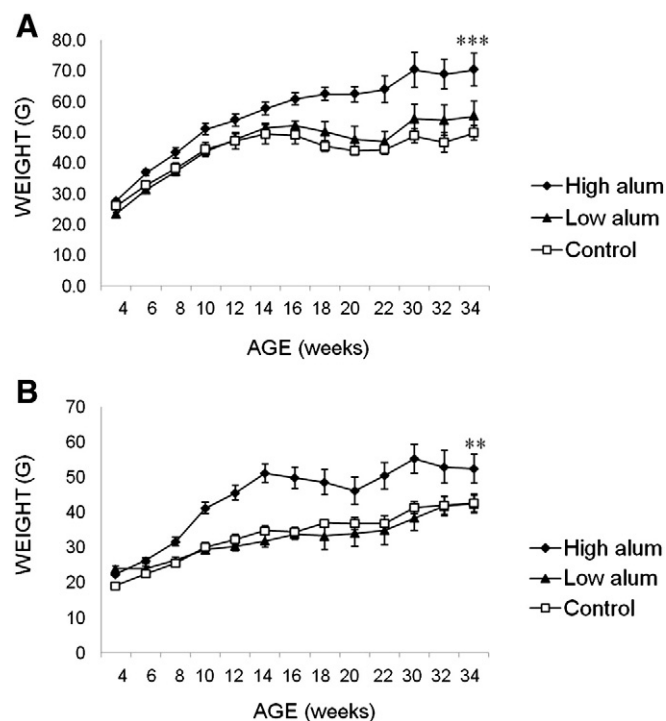 A
80.0
70.0
60.0
50.0
40.0
30.0
20.0
10.0
0.0
WEIGHT (G)
***
4 6 8 10 12 14 16 18 20 22 30 32 34
AGE (weeks)
High alum
Low alum
Control
B
70
60
50
40
30
20
10
0
WEIGHT (G)
**
4 6 8 10 12 14 16 18 20 22 30 32 34
AGE (weeks)
High alum
Low alum
Control